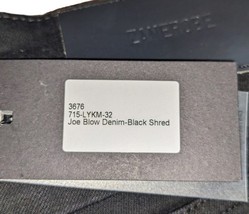 3676
715-LYKM-32
Joe Blow Denim-Black Shred